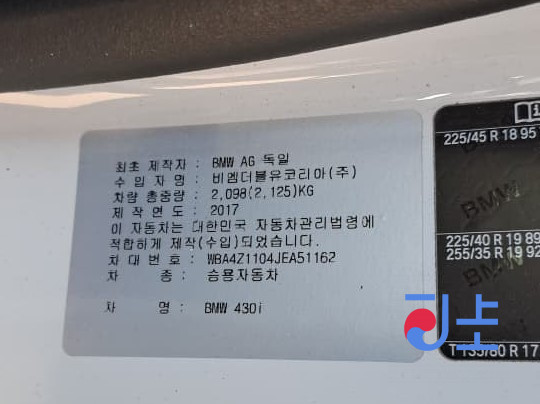 최초 제작자 : BMW AG 독일
수 입 자 명 : 비엠더블유코리아(주)
차량 총중량 : 2,098(2,125)KG
제 작 연 도 : 2017
이 자동차는 대한민국 자동차관리법령에
적합하게 제작(수입)되었습니다.
차 대 번 호 : WBA4Z1104JEA51162
차 종 : 승용자동차
차 명 : BMW 430i
225/45 R 18 95
BMW
225/40 R 19 89
255/35 R 19 92
BMW
T 135/80 R 17